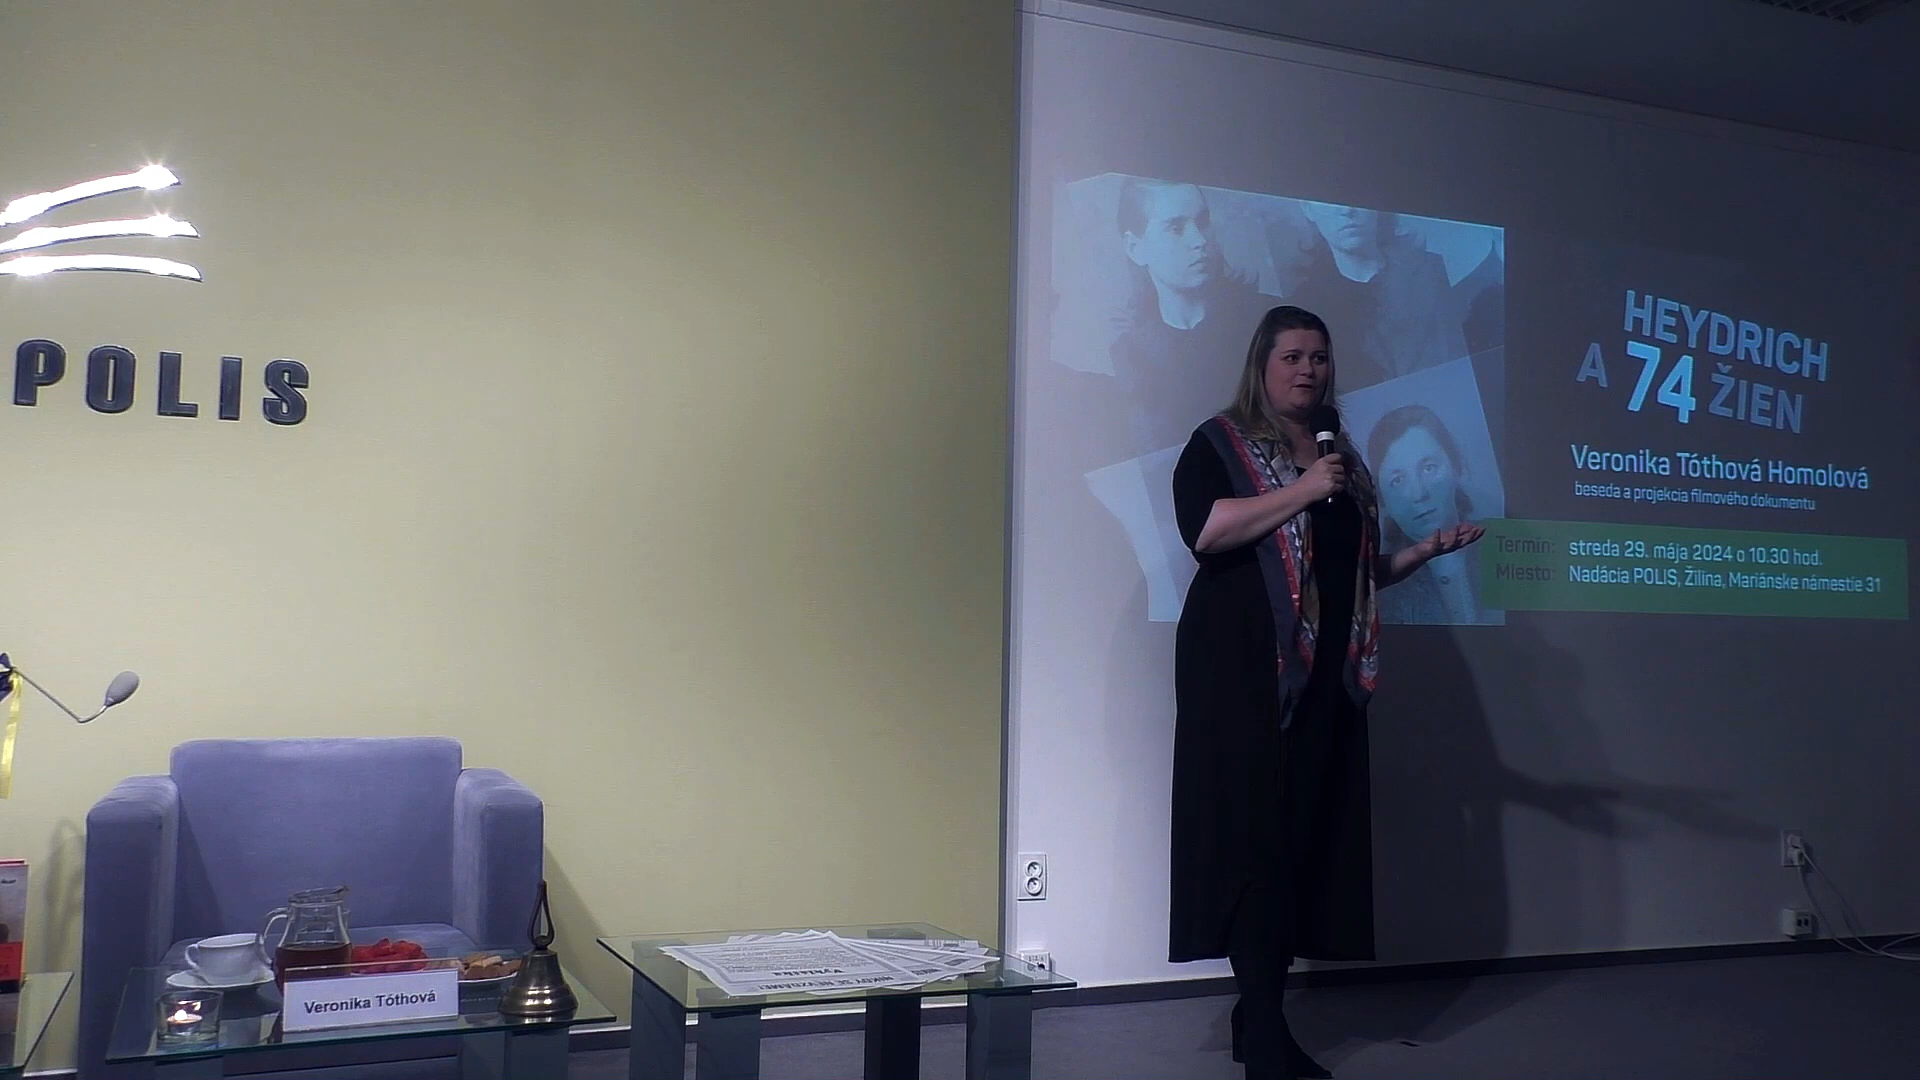 POLIS
HEYDRICH
A 74 ŽIEN
Veronika Tóthová Homolová
beseda a projekcia filmového dokumentu
Termín: streda 29. mája 2024 o 10.30 hod.
Miesto: Nadácia POLIS, Žilina, Mariánske námestie 31
Veronika Tóthová